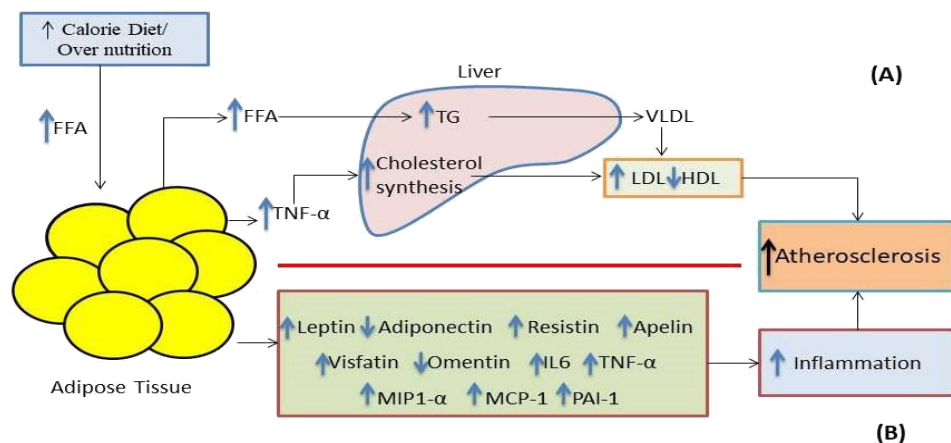 ↑ Calorie Diet/
Over nutrition
(A)
Liver
↑FFA
↑FFA
↑TG
VLDL
↑Cholesterol
synthesis
↑ LDL ↓HDL
↑TNF-α
↑Atherosclerosis
↑Leptin ↓Adiponectin ↑Resistin ↑Apelin
↑Visfatin ↓Omentin ↑IL6 ↑TNF-α
↑MIP1-α ↑MCP-1 ↑PAI-1
↑ Inflammation
Adipose Tissue
(B)